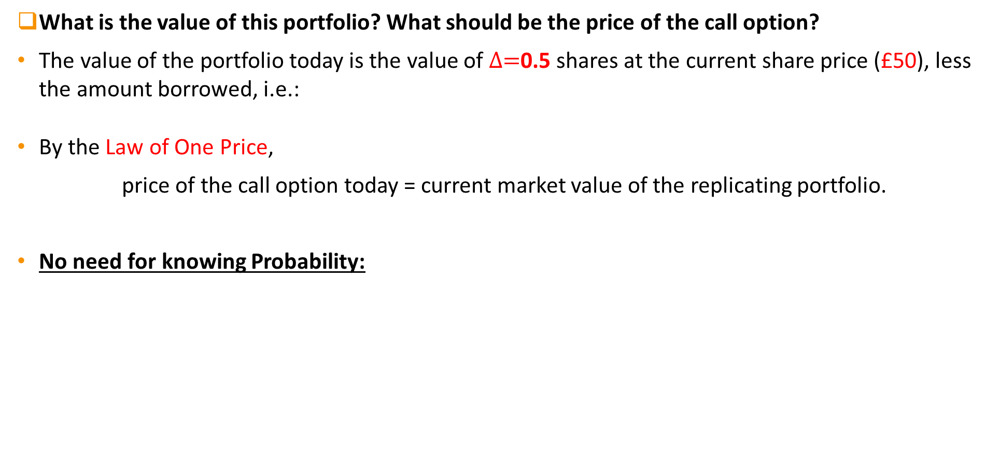 ❑What is the value of this portfolio? What should be the price of the call option?
• The value of the portfolio today is the value of Δ=0.5 shares at the current share price (£50), less
the amount borrowed, i.e.:
• By the Law of One Price,
price of the call option today = current market value of the replicating portfolio.
• No need for knowing Probability: